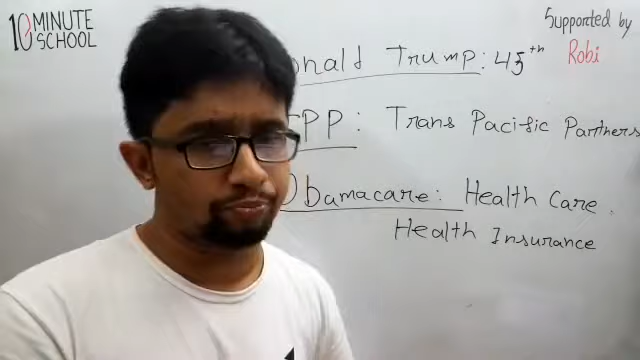 10 MINUTE SCHOOL
Supported by
Robi
onald Trump: 45th
PP: Trans Pacific Partners
Obamacare: Health Care.
Health Insurance